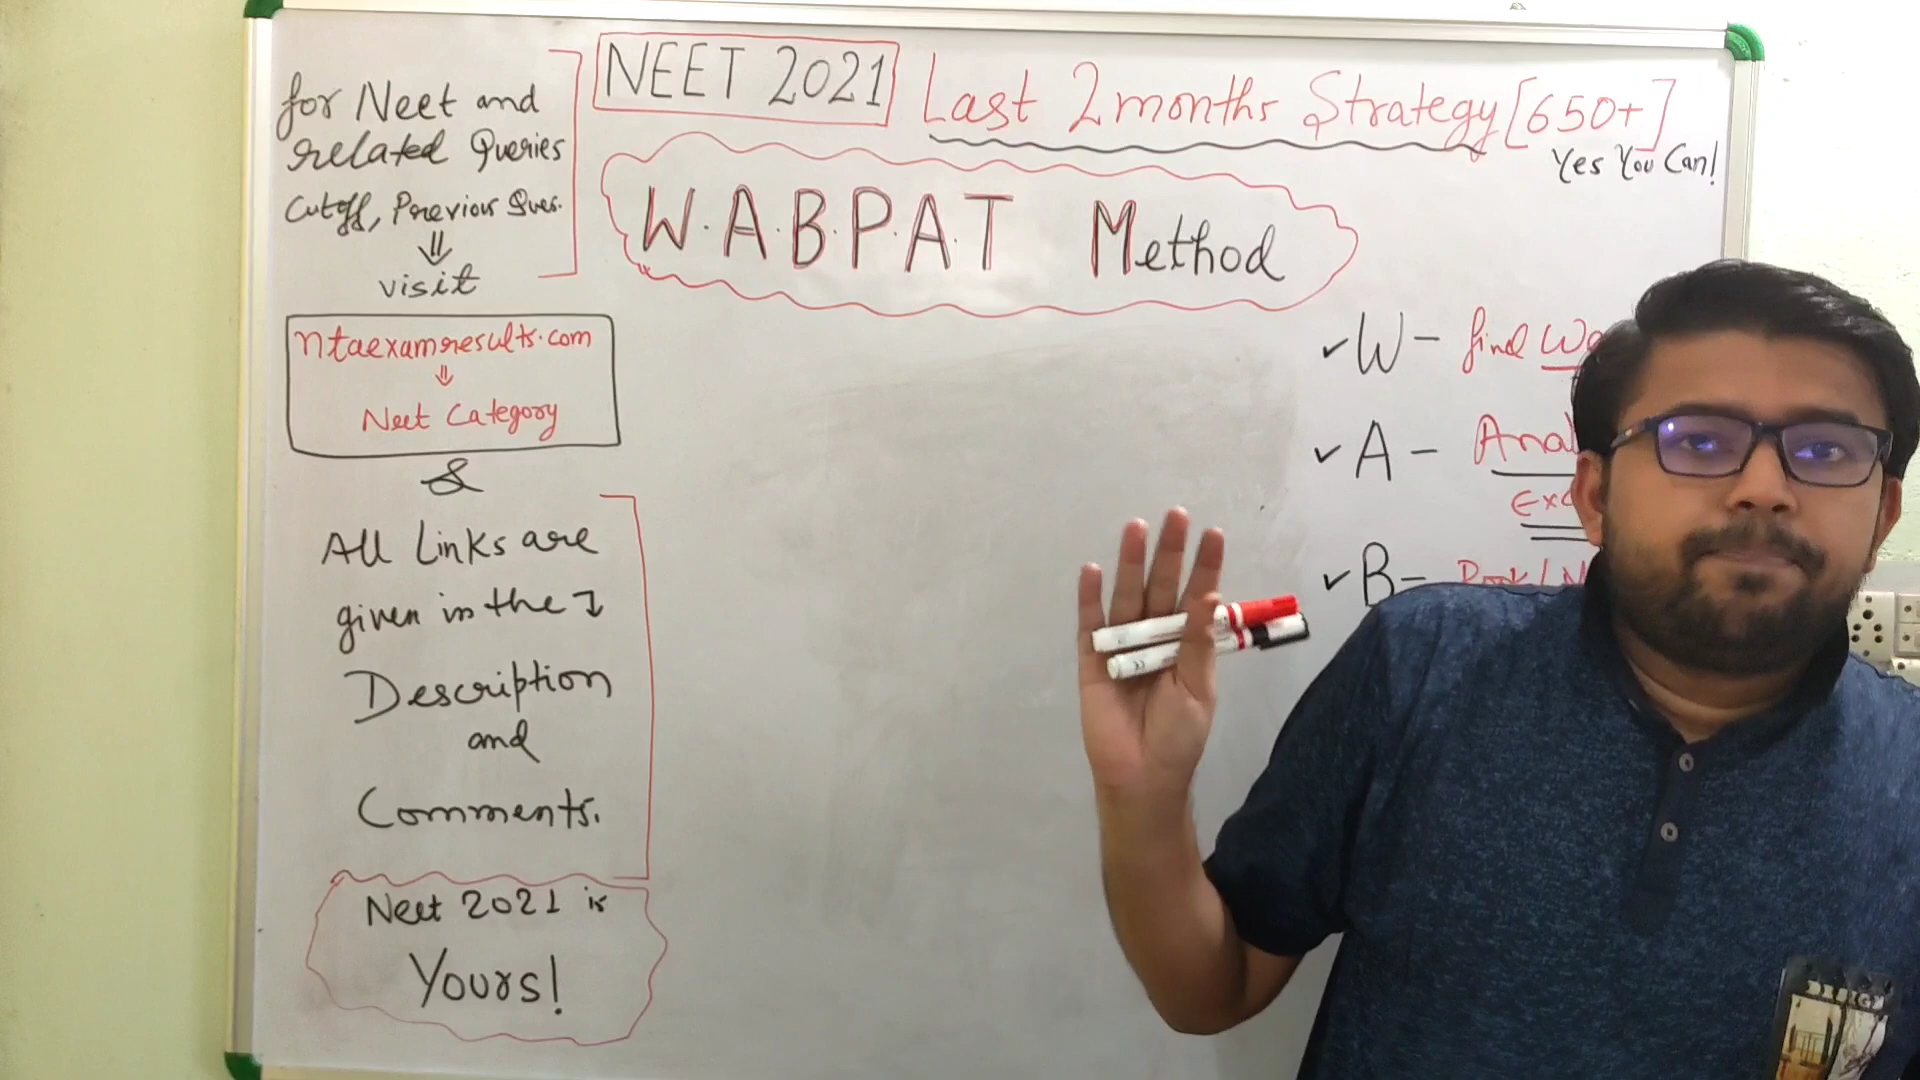 for Neet and
related Queries
Cutoff, Previous Ques.
⇓
visit
ntaexamresults.com
⇓
Neet Category
&
All Links are
given in the ↴
Description
and
Comments.
Neet 2021 is
Yours!
NEET 2021 Last 2 months Strategy [650+]
Yes You Can!
W.A.B.P.A.T Method
✓ W - find
✓ A -
✓ B -